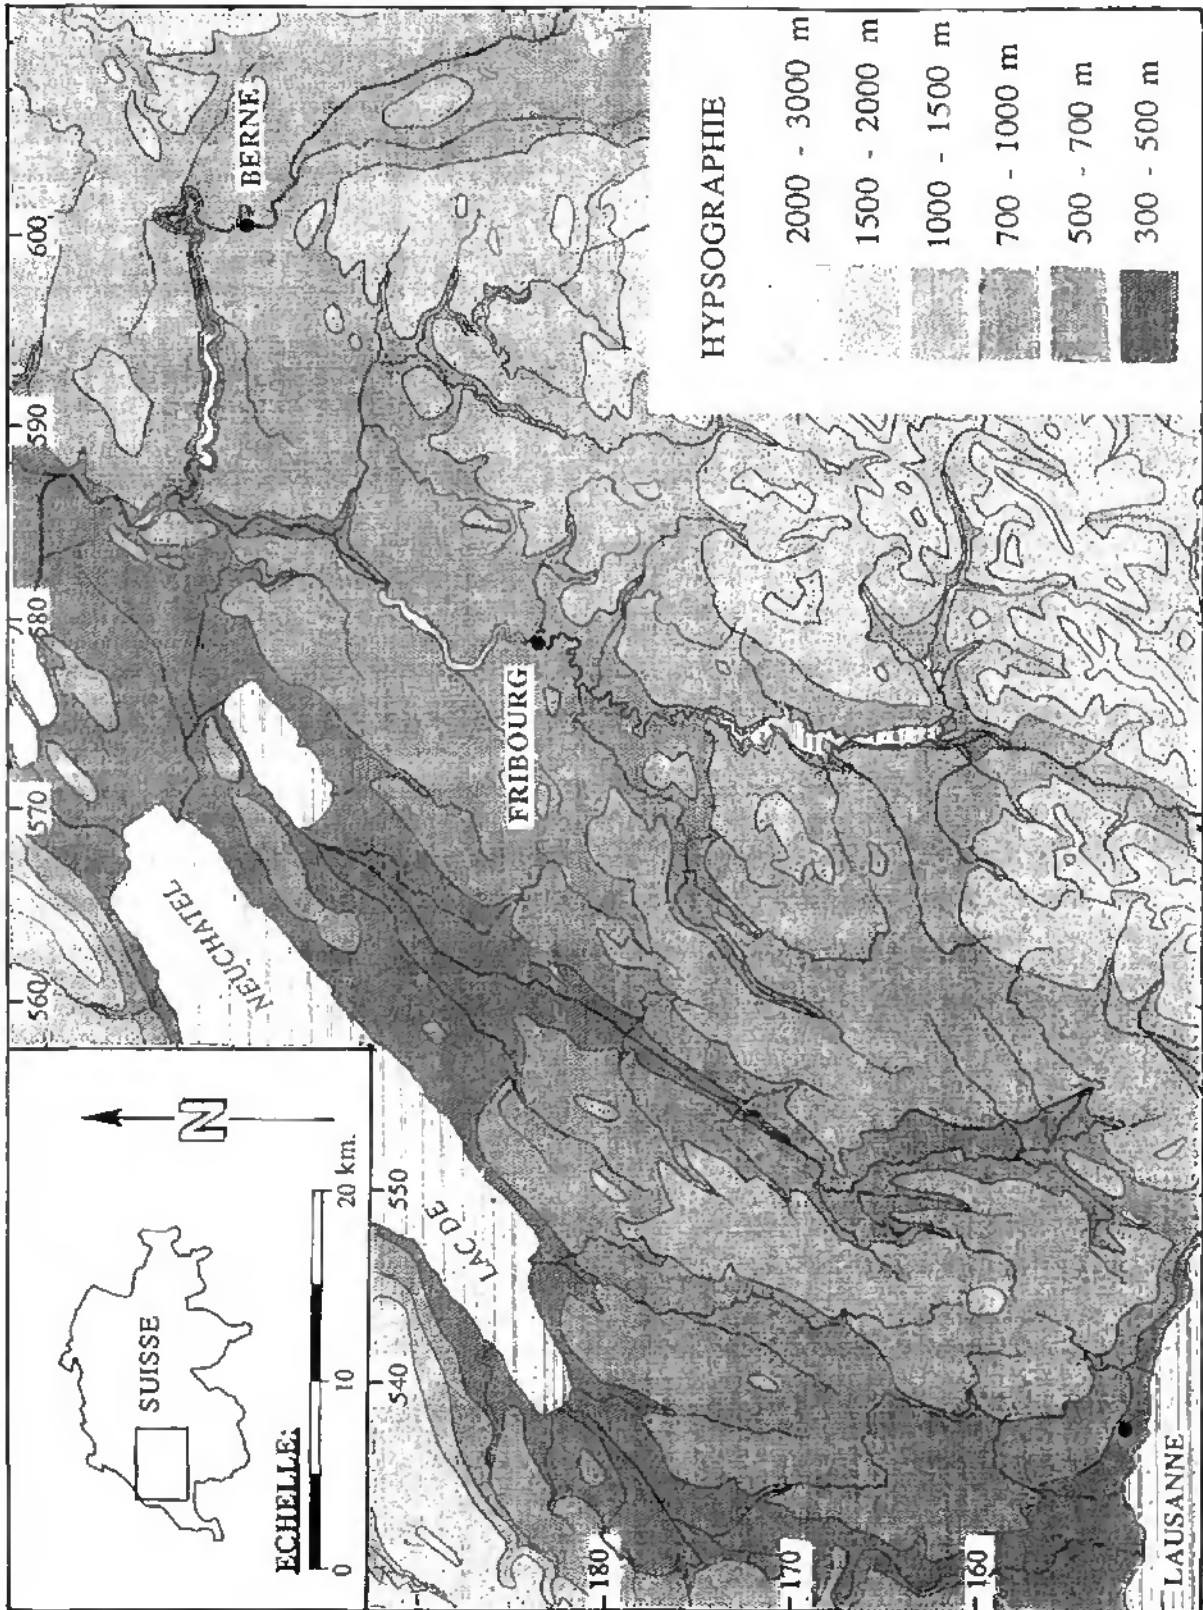 SUISSE
ECHELLE:
0 10 20 km.
N
540
550
560
570
580
590
600
180
170
160
LAC DE
NEUCHATEL
BERNE
FRIBOURG
LAUSANNE
HYPSOGRAPHIE
2000 - 3000 m
1500 - 2000 m
1000 - 1500 m
700 - 1000 m
500 - 700 m
300 - 500 m